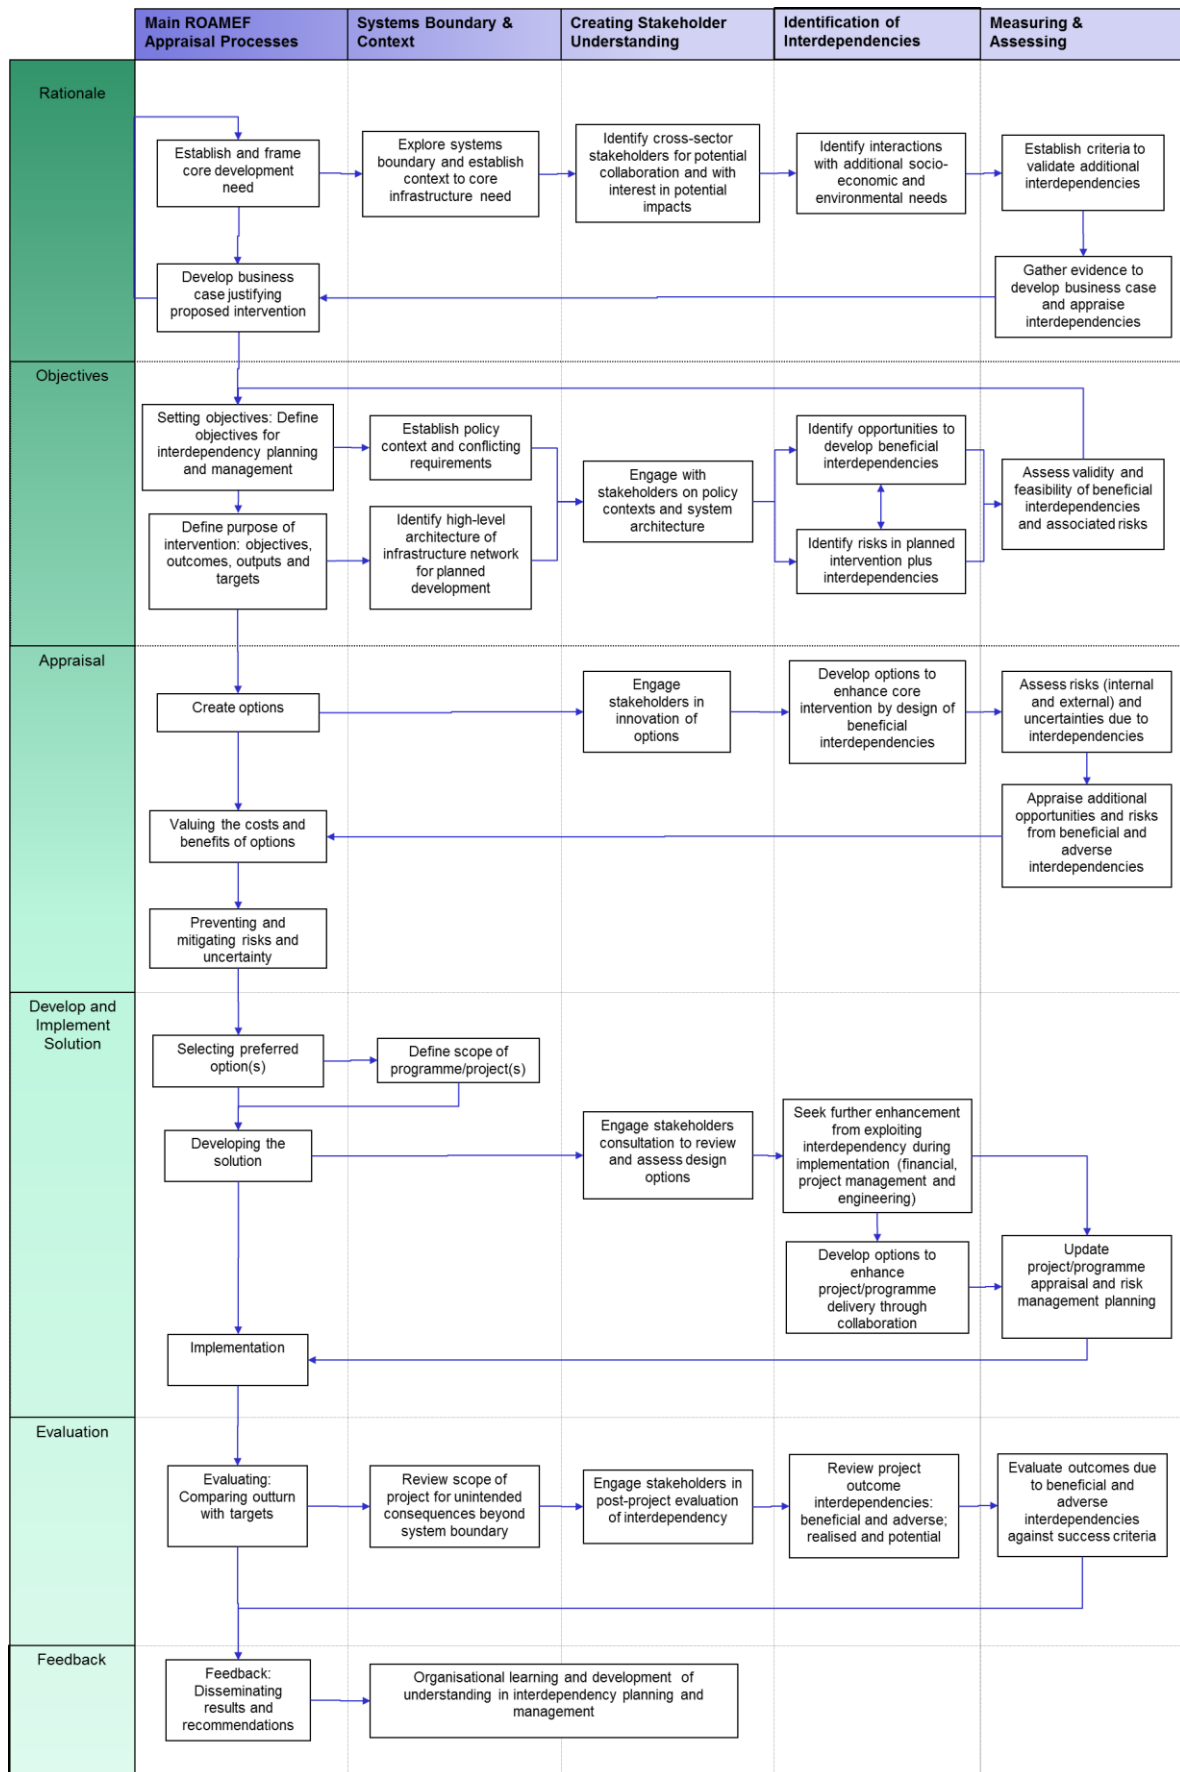 Main ROAMEF
Appraisal Processes
Systems Boundary &
Context
Creating Stakeholder
Understanding
Identification of
Interdependencies
Measuring &
Assessing
Rationale
Establish and frame
core development
need
Explore systems
boundary and establish
context to core
infrastructure need
Identify cross-sector
stakeholders for potential
collaboration and with
interest in potential
impacts
Identify interactions
with additional socio-
economic and
environmental needs
Establish criteria to
validate additional
interdependencies
Develop business
case justifying
proposed intervention
Gather evidence to
develop business case
and appraise
interdependencies
Objectives
Setting objectives: Define
objectives for
interdependency planning
and management
Establish policy
context and conflicting
requirements
Engage with
stakeholders on policy
contexts and system
architecture
Identify opportunities to
develop beneficial
interdependencies
Assess validity and
feasibility of beneficial
interdependencies
and associated risks
Define purpose of
intervention: objectives,
outcomes, outputs and
targets
Identify high-level
architecture of
infrastructure network
for planned
development
Identify risks in planned
intervention plus
interdependencies
Appraisal
Create options
Engage
stakeholders in
innovation of
options
Develop options to
enhance core
intervention by design of
beneficial
interdependencies
Assess risks (internal
and external) and
uncertainties due to
interdependencies
Valuing the costs and
benefits of options
Appraise additional
opportunities and risks
from beneficial and
adverse
interdependencies
Preventing and
mitigating risks and
uncertainty
Develop and
Implement
Solution
Selecting preferred
option(s)
Define scope of
programme/project(s)
Developing the
solution
Engage stakeholders
consultation to review
and assess design
options
Seek further enhancement
from exploiting
interdependency during
implementation (financial,
project management and
engineering)
Develop options to
enhance
project/programme
delivery through
collaboration
Update
project/programme
appraisal and risk
management planning
Implementation
Evaluation
Evaluating:
Comparing outturn
with targets
Review scope of
project for unintended
consequences beyond
system boundary
Engage stakeholders in
post-project evaluation
of interdependency
Review project
outcome
interdependencies:
beneficial and adverse;
realised and potential
Evaluate outcomes due
to beneficial and
adverse
interdependencies
against success criteria
Feedback
Feedback:
Disseminating
results and
recommendations
Organisational learning and development of
understanding in interdependency planning and
management